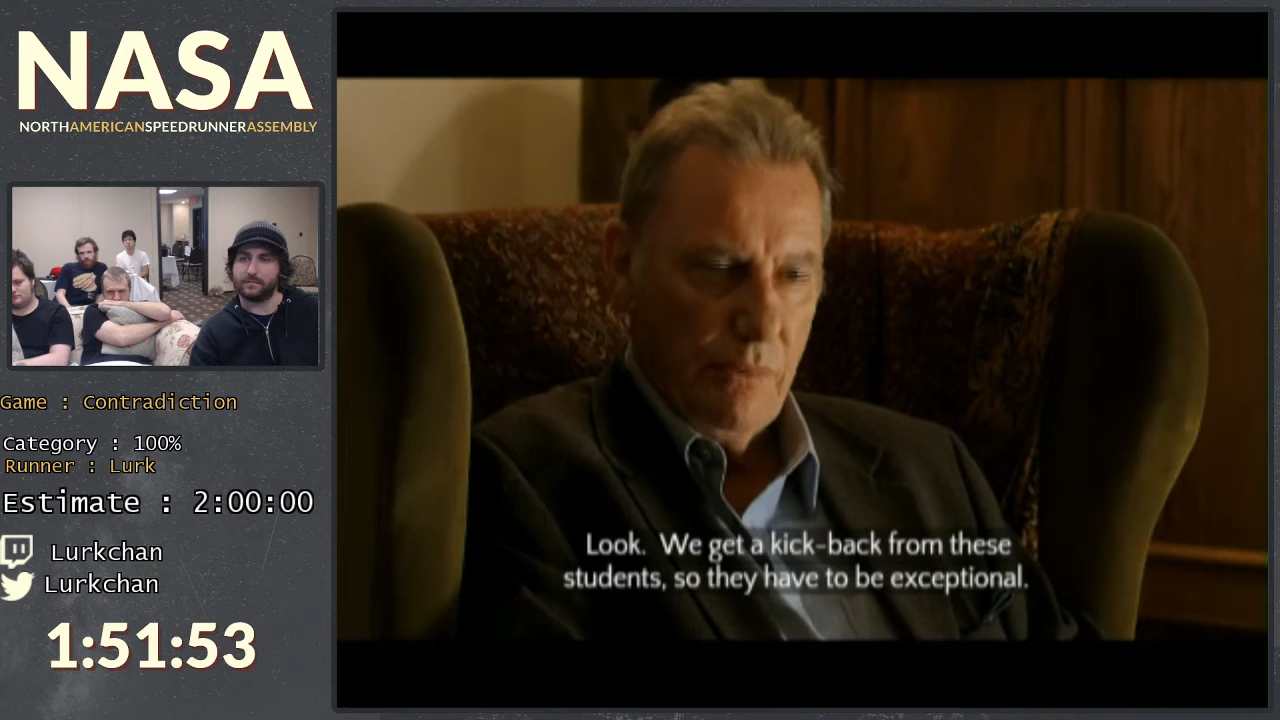 NASA
NORTHAMERICANSPEEDRUNNERASSEMBLY
Game : Contradiction
Category : 100%
Runner : Lurk
Estimate : 2:00:00
Lurkchan
Lurkchan
1:51:53
Look. We get a kick-back from these
students, so they have to be exceptional.